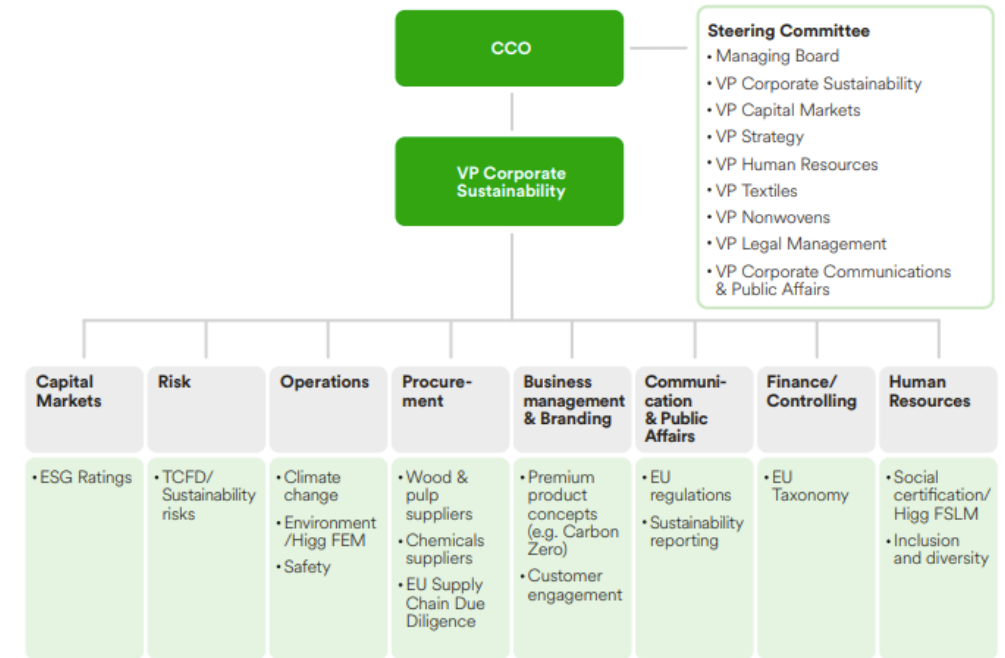 CCO
Steering Committee
• Managing Board
• VP Corporate Sustainability
• VP Capital Markets
• VP Strategy
• VP Human Resources
• VP Textiles
• VP Nonwovens
• VP Legal Management
• VP Corporate Communications
& Public Affairs
VP Corporate
Sustainability
Capital
Markets
• ESG Ratings
Risk
• TCFD/
Sustainability
risks
Operations
• Climate
change
• Environment
/Higg FEM
• Safety
Procure-
ment
• Wood &
pulp
suppliers
• Chemicals
suppliers
• EU Supply
Chain Due
Diligence
Business
management
& Branding
• Premium
product
concepts
(e.g. Carbon
Zero)
• Customer
engagement
Communi-
cation
& Public
Affairs
• EU
regulations
• Sustainability
reporting
Finance/
Controlling
• EU
Taxonomy
Human
Resources
• Social
certification/
Higg FSLM
• Inclusion
and diversity